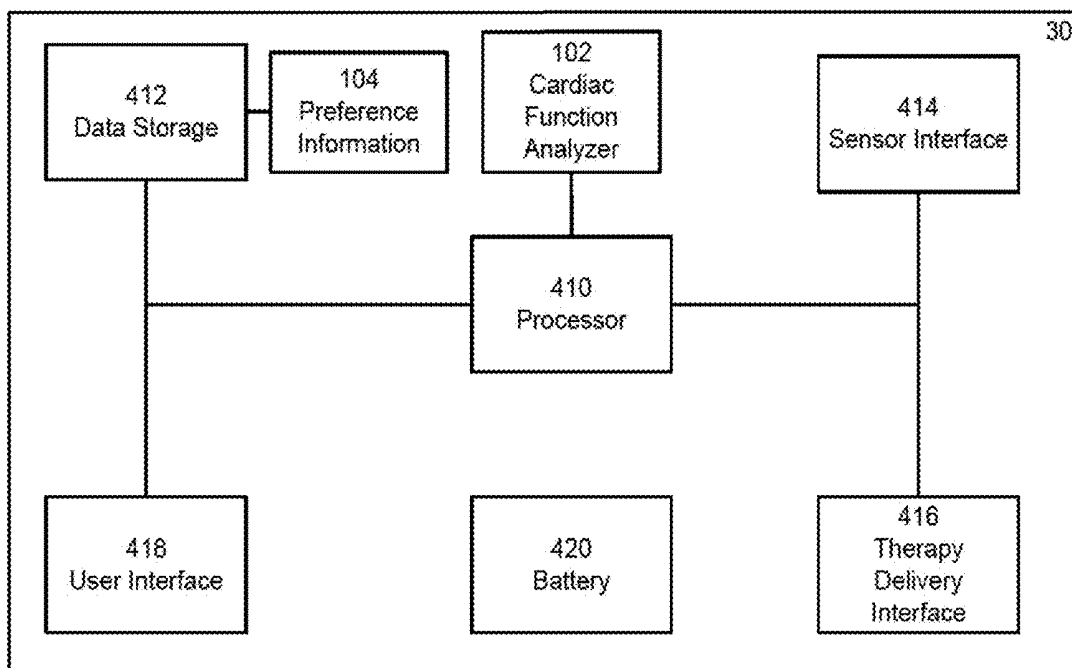 30
412
Data Storage
104
Preference
Information
102
Cardiac
Function
Analyzer
414
Sensor Interface
410
Processor
418
User Interface
420
Battery
416
Therapy
Delivery
Interface